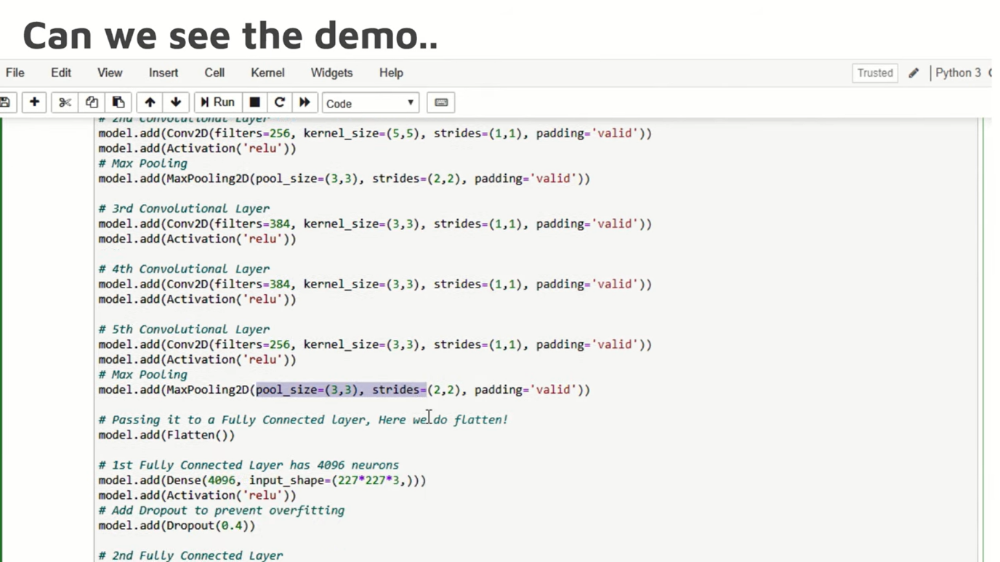 Can we see the demo..
File Edit View Insert Cell Kernel Widgets Help Trusted Python 3
Run Code
# 2nd Convolutional Layer
model.add(Conv2D(filters=256, kernel_size=(5,5), strides=(1,1), padding='valid'))
model.add(Activation('relu'))
# Max Pooling
model.add(MaxPooling2D(pool_size=(3,3), strides=(2,2), padding='valid'))
# 3rd Convolutional Layer
model.add(Conv2D(filters=384, kernel_size=(3,3), strides=(1,1), padding='valid'))
model.add(Activation('relu'))
# 4th Convolutional Layer
model.add(Conv2D(filters=384, kernel_size=(3,3), strides=(1,1), padding='valid'))
model.add(Activation('relu'))
# 5th Convolutional Layer
model.add(Conv2D(filters=256, kernel_size=(3,3), strides=(1,1), padding='valid'))
model.add(Activation('relu'))
# Max Pooling
model.add(MaxPooling2D(pool_size=(3,3), strides=(2,2), padding='valid'))
# Passing it to a Fully Connected layer, Here we do flatten!
model.add(Flatten())
# 1st Fully Connected Layer has 4096 neurons
model.add(Dense(4096, input_shape=(227*227*3,)))
model.add(Activation('relu'))
# Add Dropout to prevent overfitting
model.add(Dropout(0.4))
# 2nd Fully Connected Layer